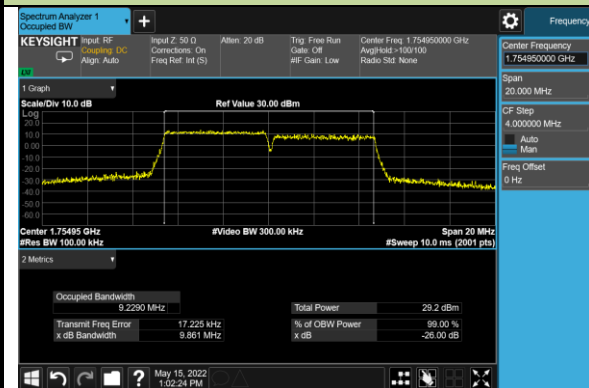 Spectrum Analyzer 1
Occupied BW
Frequency
KEYSIGHT Input: RF Input Z: 50 Ω Atten: 20 dB Trig: Free Run Center Freq: 1.754950000 GHz
Coupling: DC Corrections: On Gate: Off Avg|Hold:>100/100
Align: Auto Freq Ref: Int (S) #IF Gain: Low Radio Std: None
Center Frequency
1.754950000 GHz
Span
20.000 MHz
CF Step
4.000000 MHz
Auto
Man
Freq Offset
0 Hz
1 Graph
Scale/Div 10.0 dB Ref Value 30.00 dBm
Log
20.0
10.0
0.00
-10.0
-20.0
-30.0
-40.0
-50.0
-60.0
Center 1.75495 GHz #Video BW 300.00 kHz Span 20 MHz
#Res BW 100.00 kHz #Sweep 10.0 ms (2001 pts)
2 Metrics
Occupied Bandwidth
9.2290 MHz Total Power 29.2 dBm
Transmit Freq Error 17.225 kHz % of OBW Power 99.00 %
x dB Bandwidth 9.861 MHz x dB -26.00 dB
May 15, 2022
1:02:24 PM